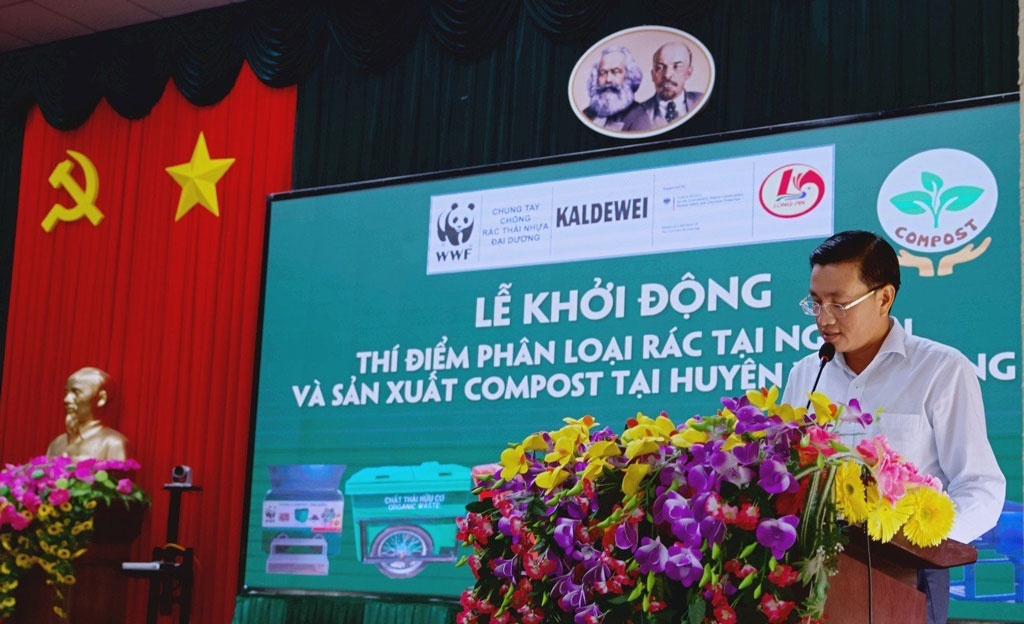 WWF
CHUNG TAY
CHỐNG
RÁC THẢI NHỰA
ĐẠI DƯƠNG
KALDEWEI
LONG AN
COMPOST
LỄ KHỞI ĐỘNG
THÍ ĐIỂM PHÂN LOẠI RÁC TẠI NG
VÀ SẢN XUẤT COMPOST TẠI HUYỆN
CHẤT THẢI HỮU CƠ
ORGANIC WASTE